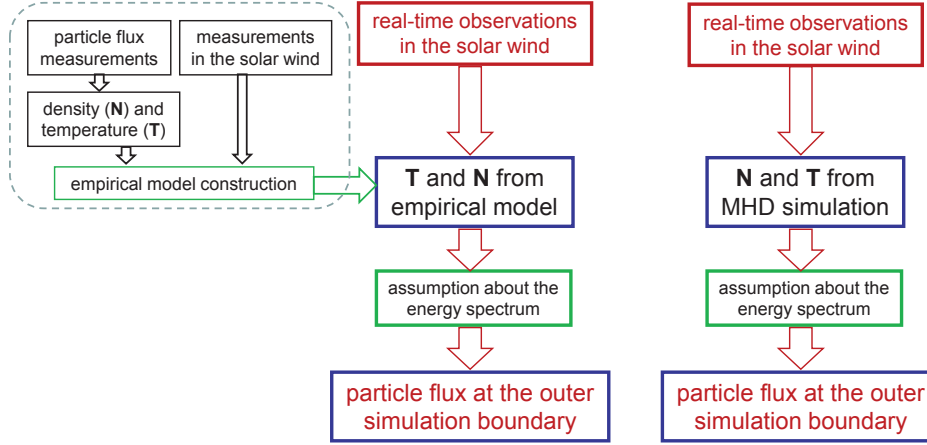 particle flux
measurements
measurements
in the solar wind
density (N) and
temperature (T)
empirical model construction
real-time observations
in the solar wind
T and N from
empirical model
assumption about the
energy spectrum
particle flux at the outer
simulation boundary
real-time observations
in the solar wind
N and T from
MHD simulation
assumption about the
energy spectrum
particle flux at the outer
simulation boundary